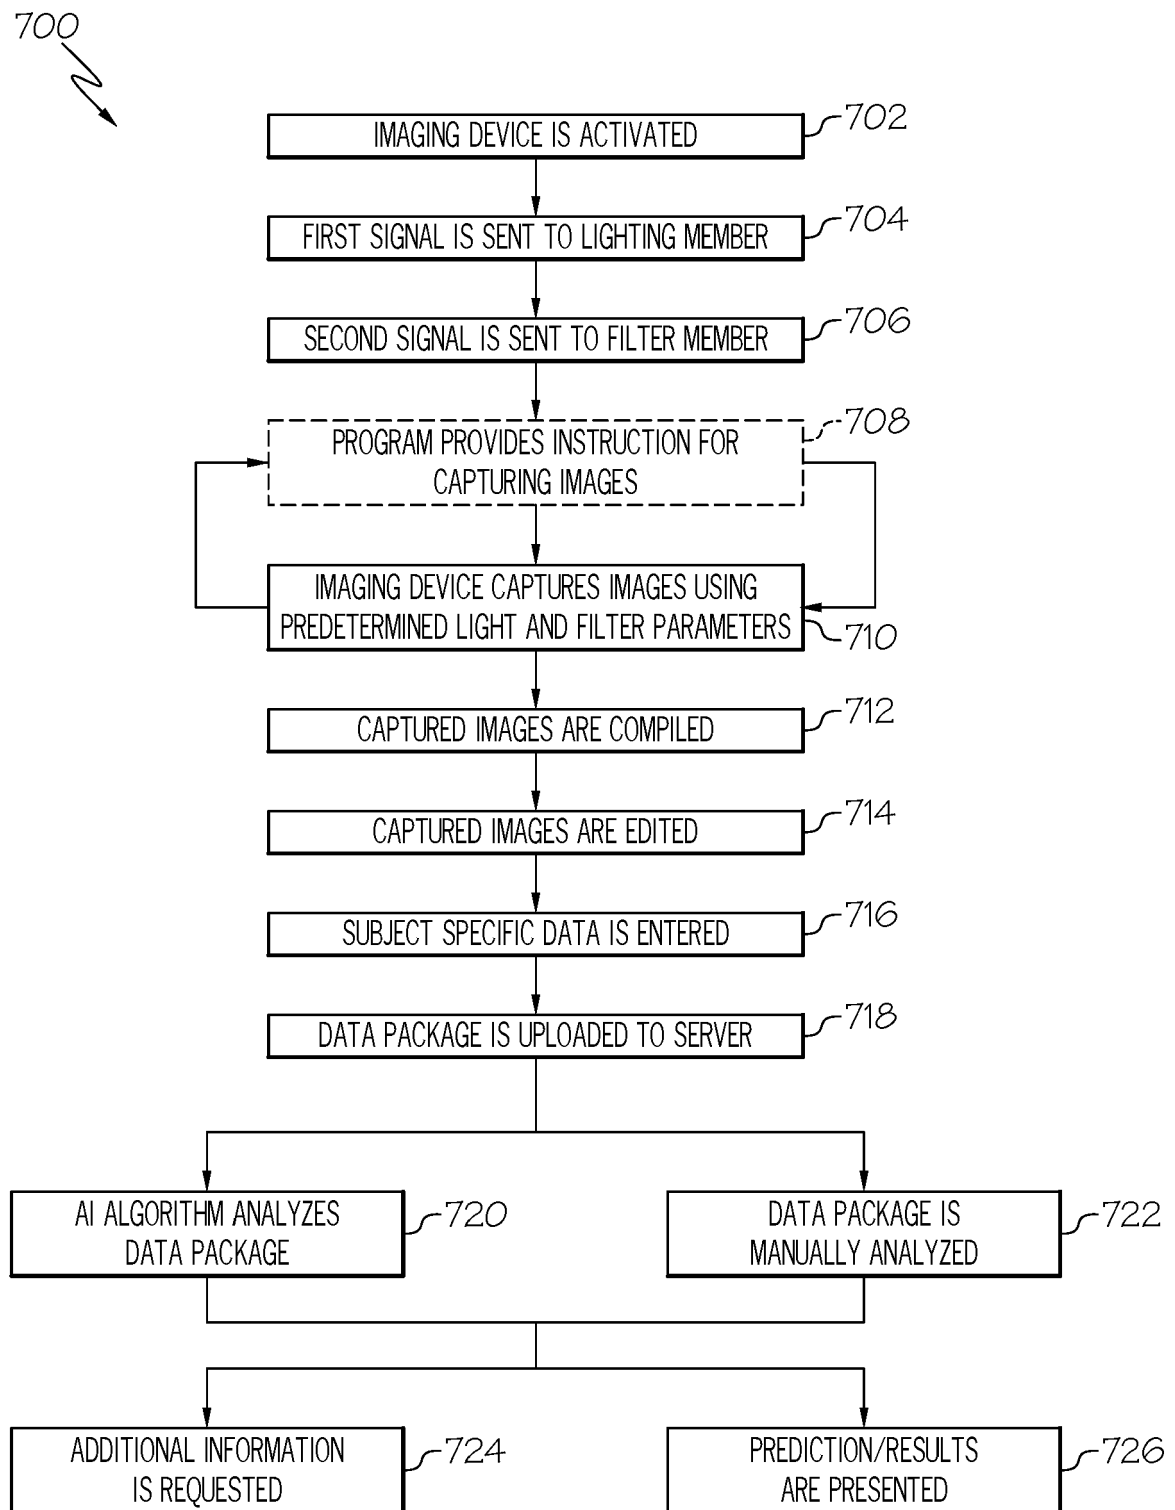 700
IMAGING DEVICE IS ACTIVATED
702
FIRST SIGNAL IS SENT TO LIGHTING MEMBER
704
SECOND SIGNAL IS SENT TO FILTER MEMBER
706
PROGRAM PROVIDES INSTRUCTION FOR
CAPTURING IMAGES
708
IMAGING DEVICE CAPTURES IMAGES USING
PREDETERMINED LIGHT AND FILTER PARAMETERS
710
CAPTURED IMAGES ARE COMPILED
712
CAPTURED IMAGES ARE EDITED
714
SUBJECT SPECIFIC DATA IS ENTERED
716
DATA PACKAGE IS UPLOADED TO SERVER
718
AI ALGORITHM ANALYZES
DATA PACKAGE
720
DATA PACKAGE IS
MANUALLY ANALYZED
722
ADDITIONAL INFORMATION
IS REQUESTED
724
PREDICTION/RESULTS
ARE PRESENTED
726